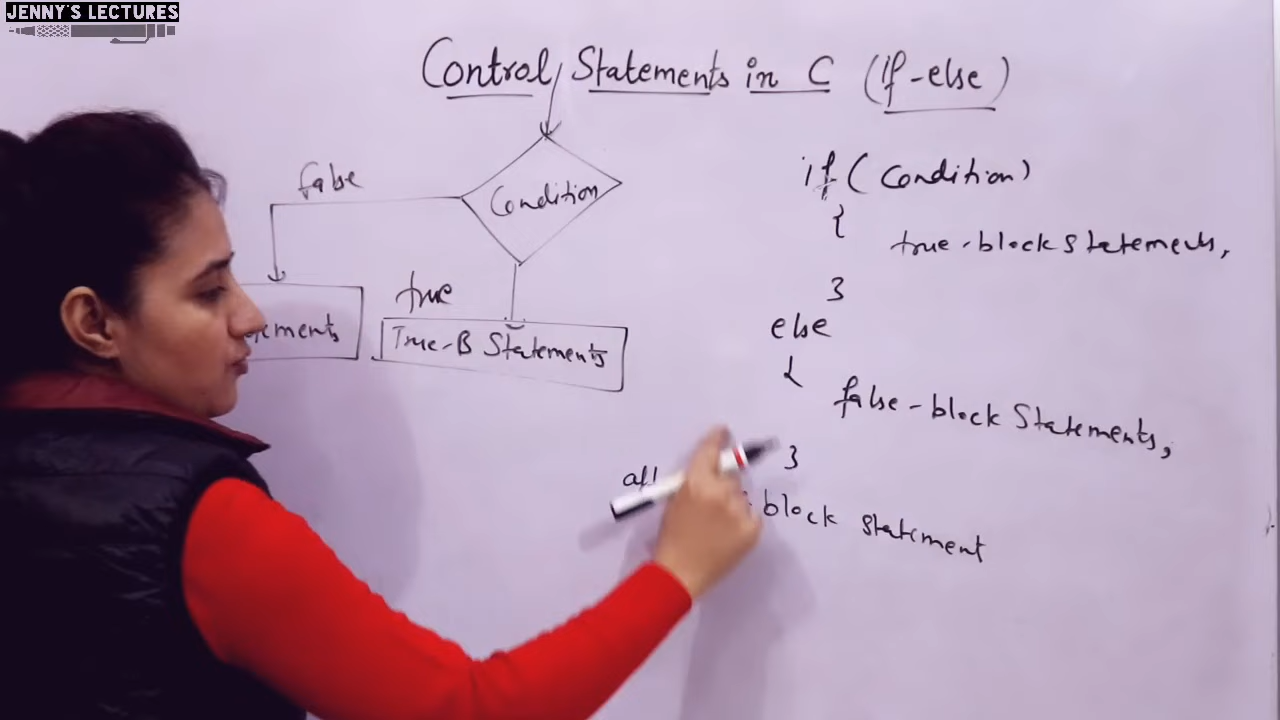 JENNY'S LECTURES
Control Statements in C (if-else)
false
Condition
if (Condition)
{
true-block statements,
true
}
True-B Statements
else
{
false-block Statements;
}
block statement